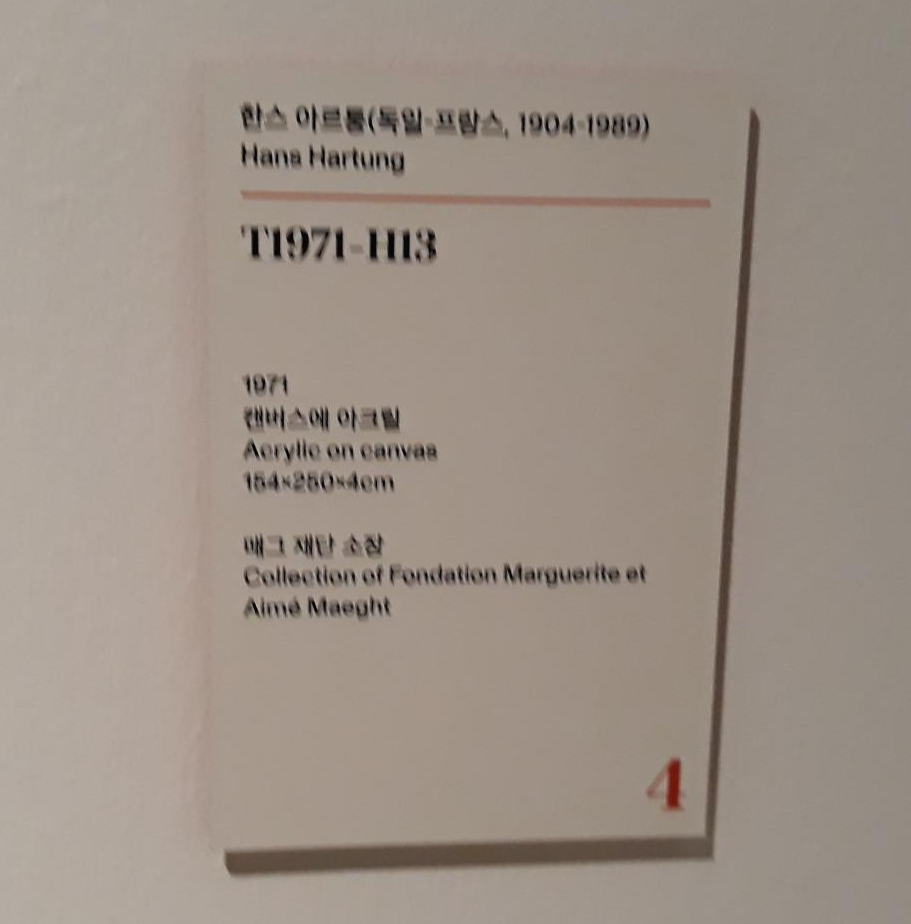 한스 아르퉁(독일-프랑스, 1904-1989)
Hans Hartung
T1971-H13
1971
캔버스에 아크릴
Acrylic on canvas
154×250×4cm
매그 재단 소장
Collection of Fondation Marguerite et
Aimé Maeght
4